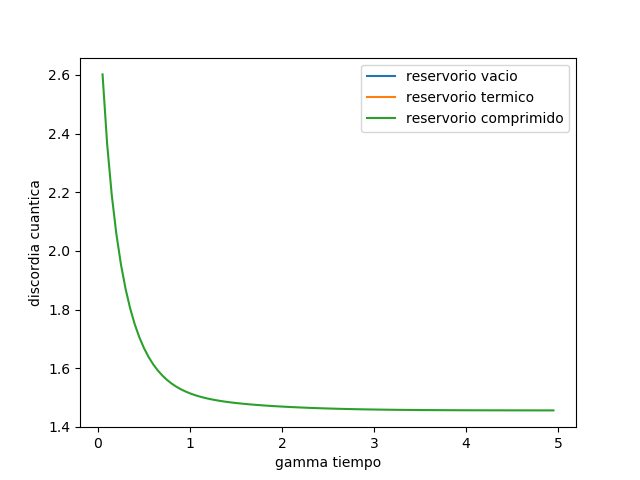 reservorio vacio
reservorio termico
reservorio comprimido
2.6
2.4
2.2
2.0
1.8
1.6
1.4
discordia cuantica
0 1 2 3 4 5
gamma tiempo